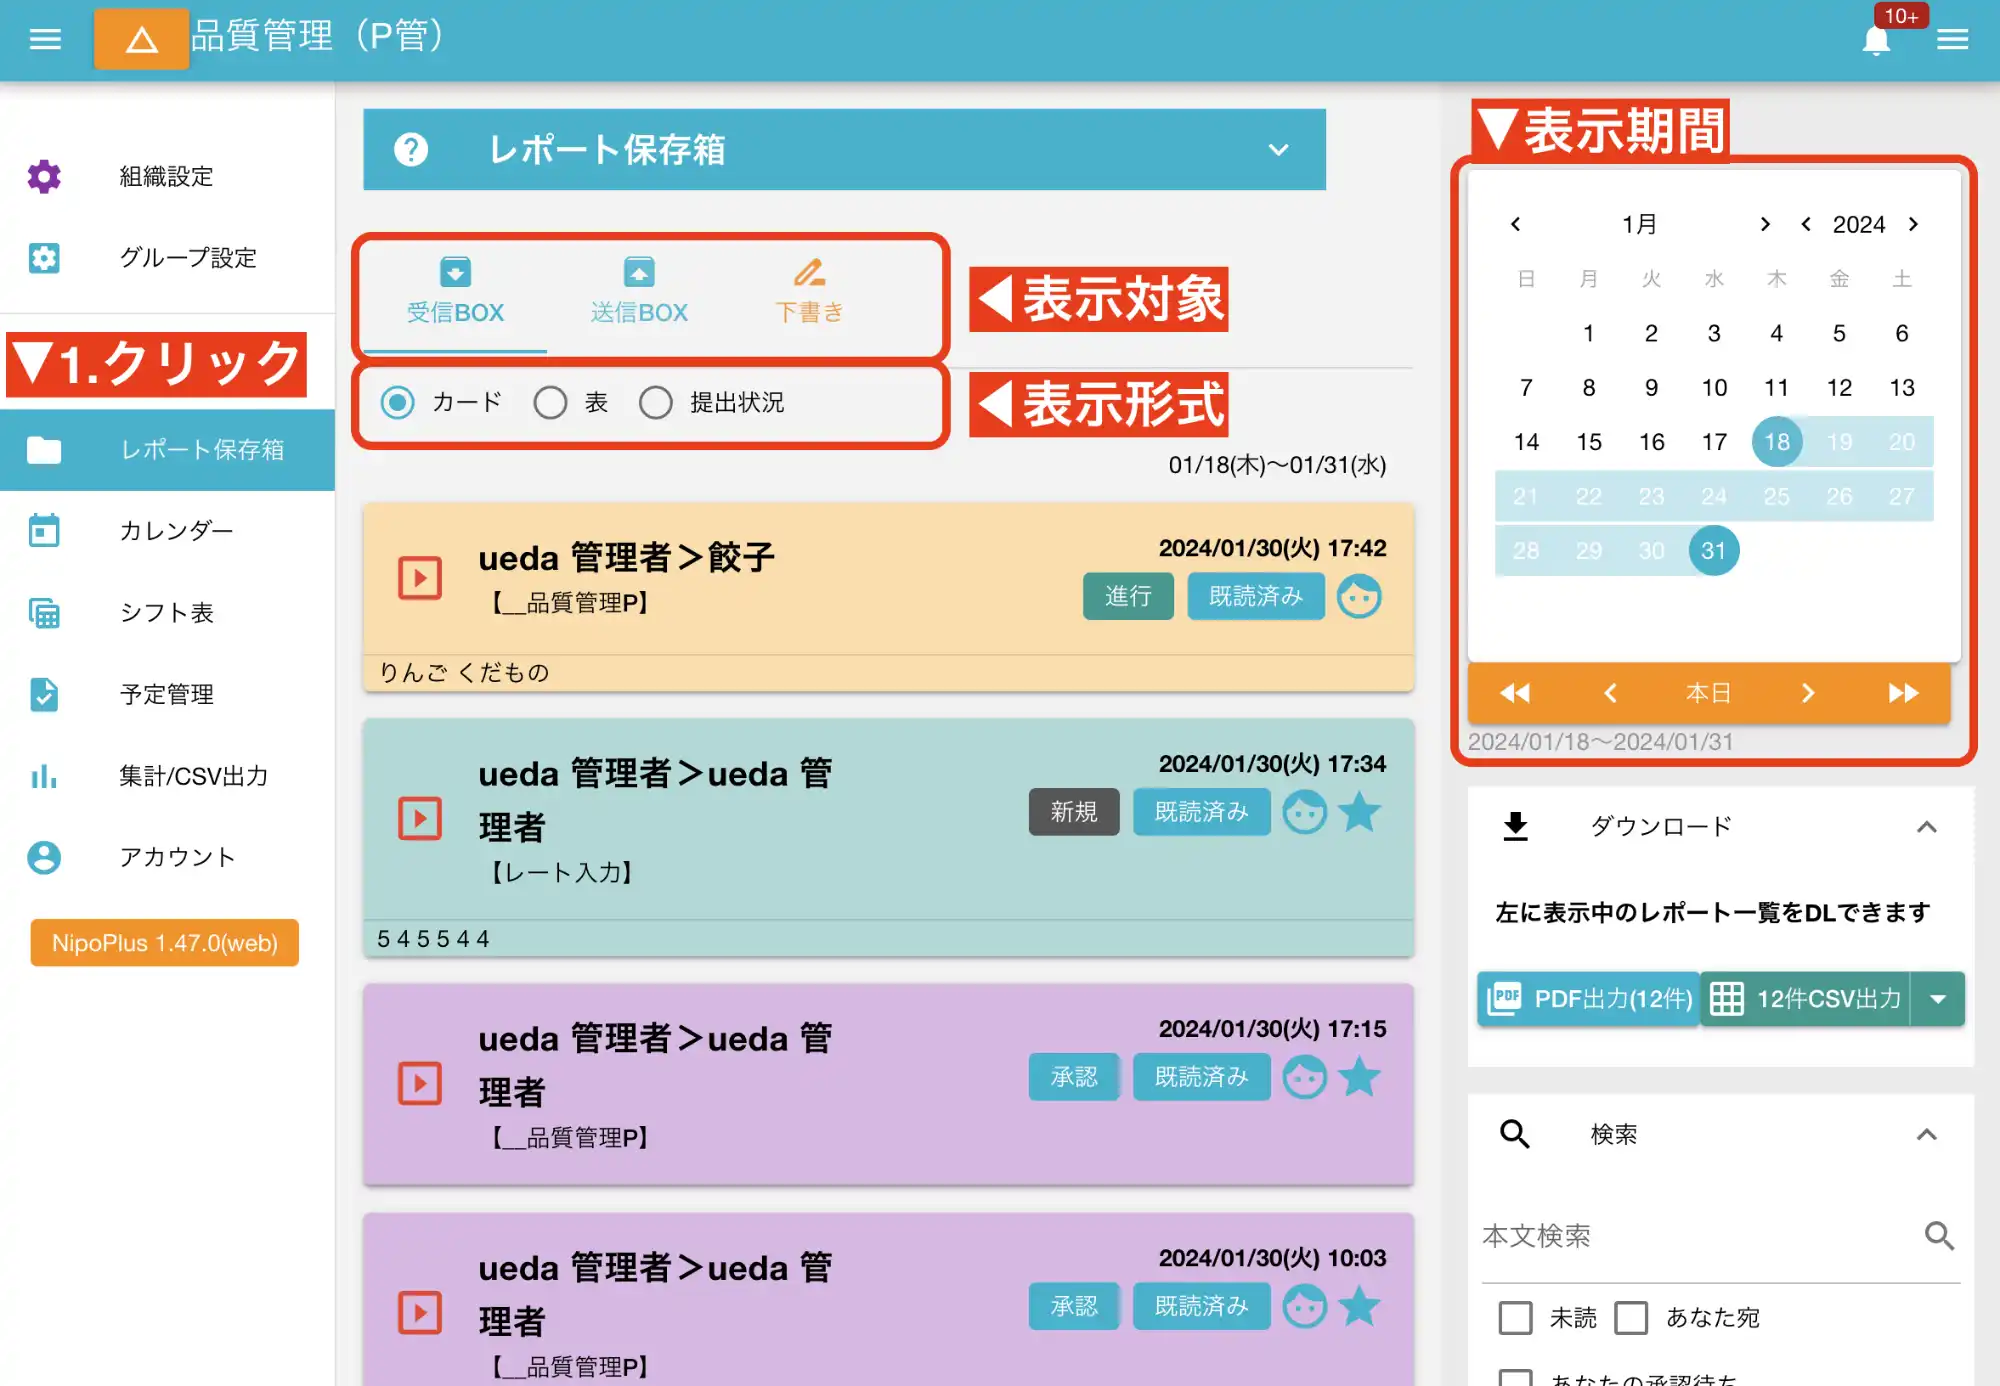 品質管理（P管）
10+
組織設定
グループ設定
▼1.クリック
レポート保存箱
カレンダー
シフト表
予定管理
集計/CSV出力
アカウント
NipoPlus 1.47.0(web)
レポート保存箱
受信BOX
送信BOX
下書き
◀表示対象
カード
表
提出状況
◀表示形式
01/18(木)〜01/31(水)
ueda 管理者＞餃子
【__品質管理P】
2024/01/30(火) 17:42
進行
既読済み
りんご くだもの
ueda 管理者＞ueda 管
理者
【レート入力】
2024/01/30(火) 17:34
新規
既読済み
5 4 5 5 4 4
ueda 管理者＞ueda 管
理者
【__品質管理P】
2024/01/30(火) 17:15
承認
既読済み
ueda 管理者＞ueda 管
理者
【__品質管理P】
2024/01/30(火) 10:03
承認
既読済み
▼表示期間
1月
2024
日 月 火 水 木 金 土
1 2 3 4 5 6
7 8 9 10 11 12 13
14 15 16 17 18 19 20
21 22 23 24 25 26 27
28 29 30 31
本日
2024/01/18〜2024/01/31
ダウンロード
左に表示中のレポート一覧をDLできます
PDF
PDF出力(12件)
12件CSV出力
検索
本文検索
未読
あなた宛
あなたの承認待ち